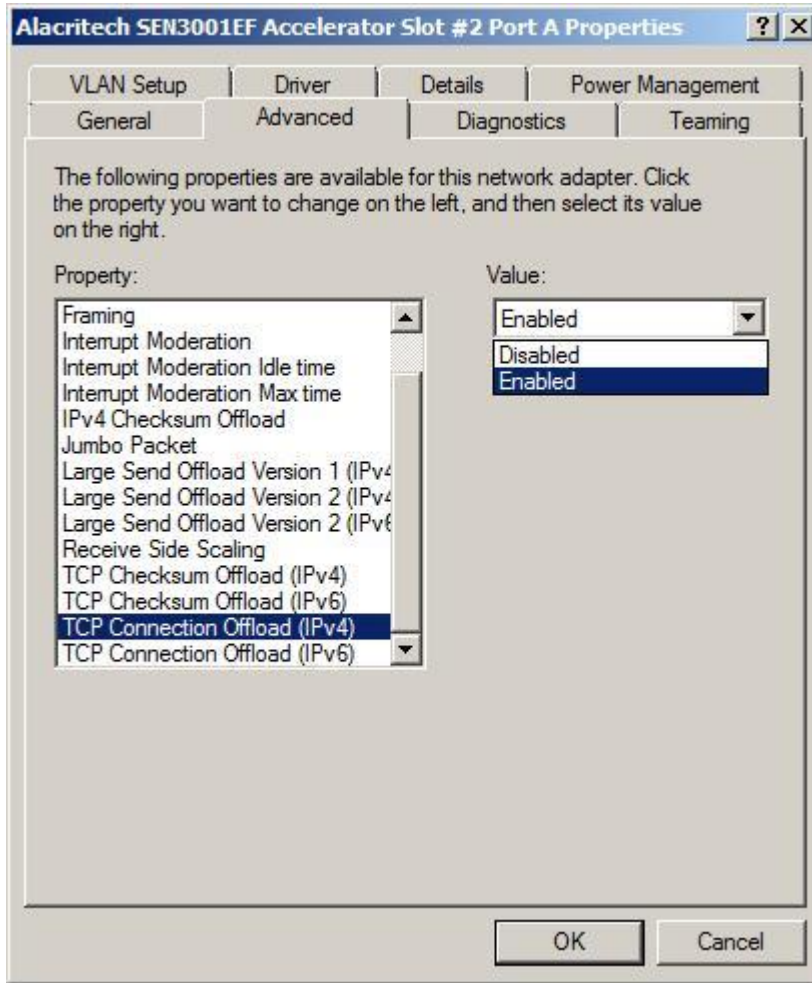 Alacritech SEN3001EF Accelerator Slot #2 Port A Properties
VLAN Setup Driver Details Power Management
General Advanced Diagnostics Teaming
The following properties are available for this network adapter. Click
the property you want to change on the left, and then select its value
on the right.
Property:
Framing
Interrupt Moderation
Interrupt Moderation Idle time
Interrupt Moderation Max time
IPv4 Checksum Offload
Jumbo Packet
Large Send Offload Version 1 (IPv4
Large Send Offload Version 2 (IPv4
Large Send Offload Version 2 (IPv6
Receive Side Scaling
TCP Checksum Offload (IPv4)
TCP Checksum Offload (IPv6)
TCP Connection Offload (IPv4)
TCP Connection Offload (IPv6)
Value:
Enabled
Disabled
Enabled
OK Cancel